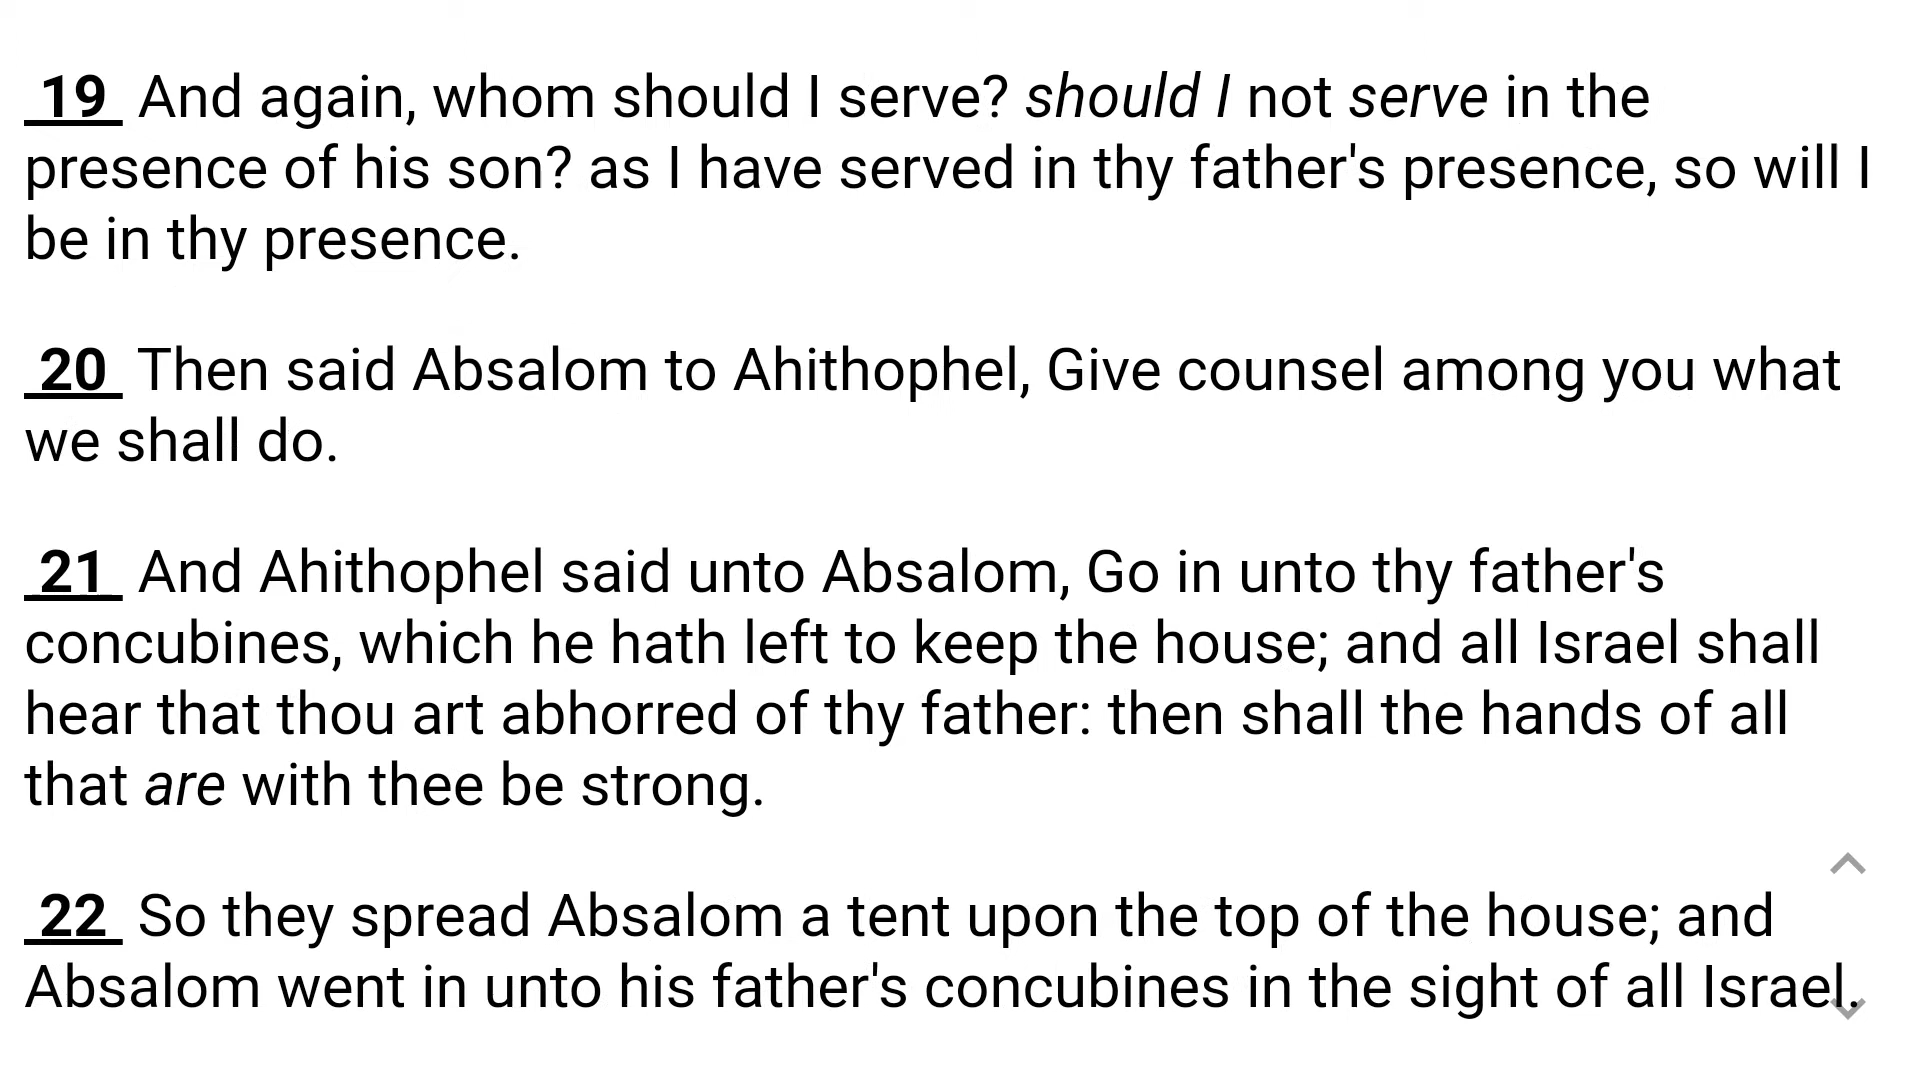 19 And again, whom should I serve? should I not serve in the
presence of his son? as I have served in thy father's presence, so will I
be in thy presence.
20 Then said Absalom to Ahithophel, Give counsel among you what
we shall do.
21 And Ahithophel said unto Absalom, Go in unto thy father's
concubines, which he hath left to keep the house; and all Israel shall
hear that thou art abhorred of thy father: then shall the hands of all
that are with thee be strong.
22 So they spread Absalom a tent upon the top of the house; and
Absalom went in unto his father's concubines in the sight of all Israel.